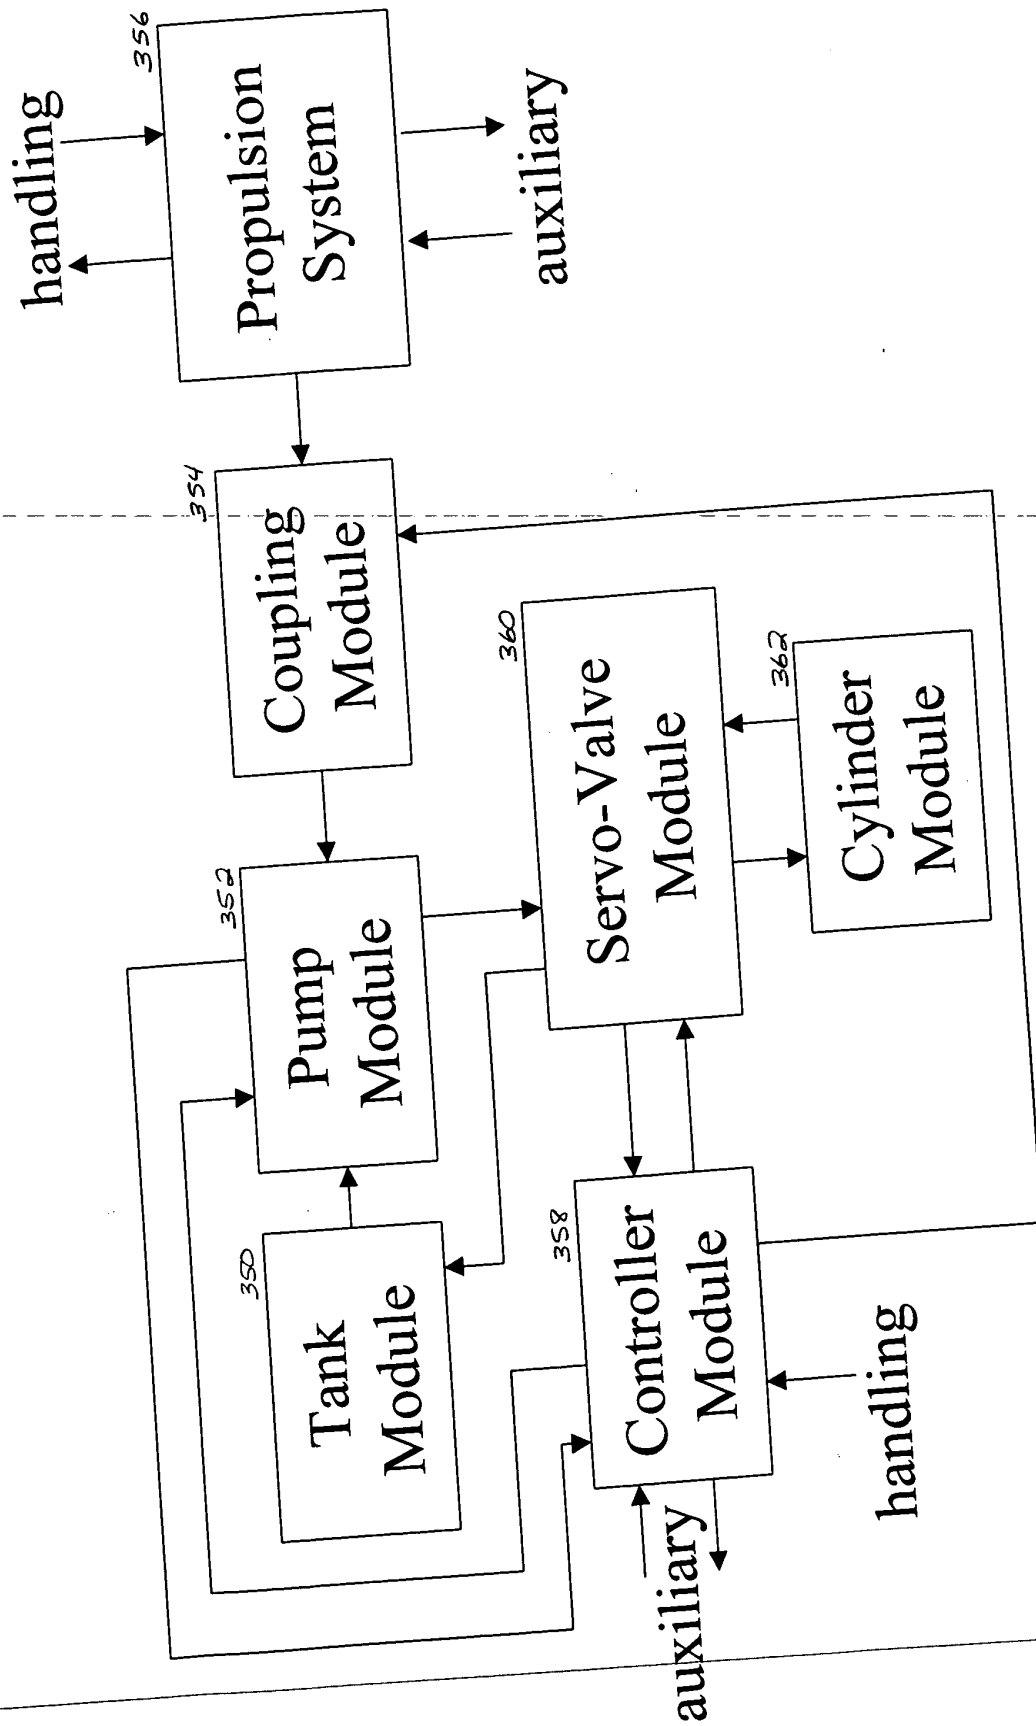 handling
356
Propulsion
System
auxiliary
354
Coupling
Module
352
Pump
Module
350
Tank
Module
360
Servo-Valve
Module
362
Cylinder
Module
358
Controller
Module
auxiliary
handling